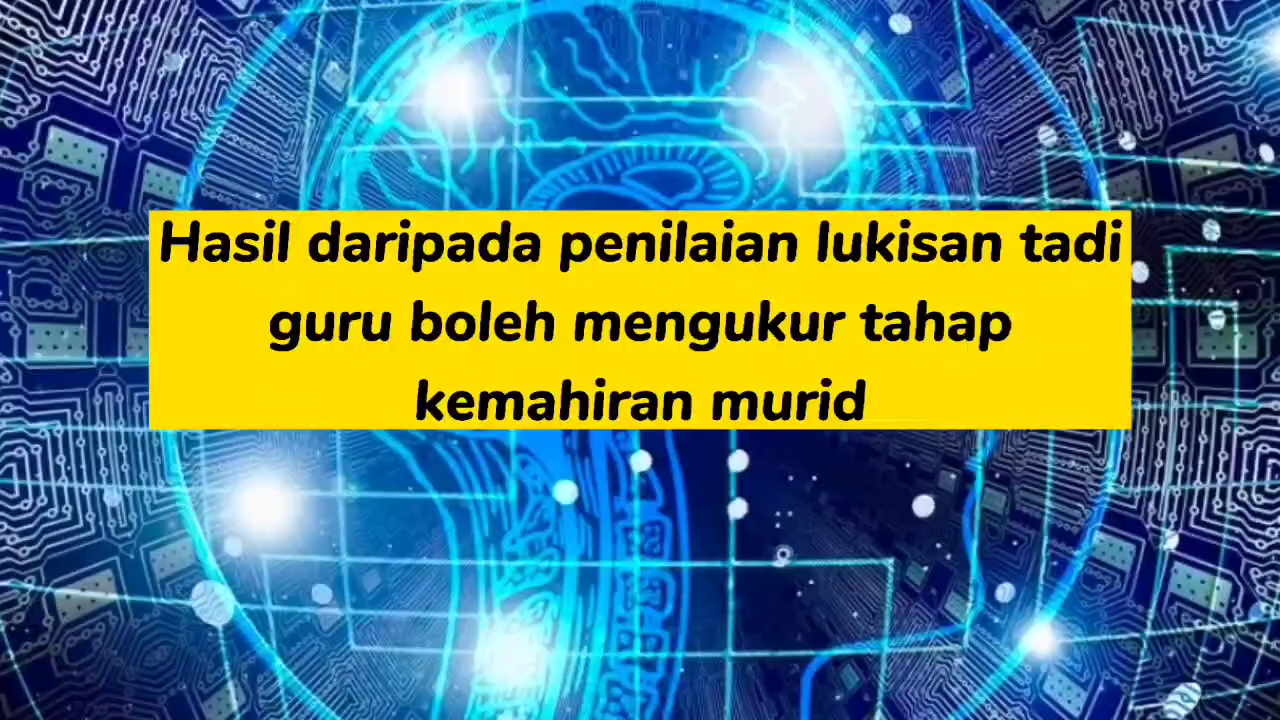 Hasil daripada penilaian lukisan tadi
guru boleh mengukur tahap
kemahiran murid